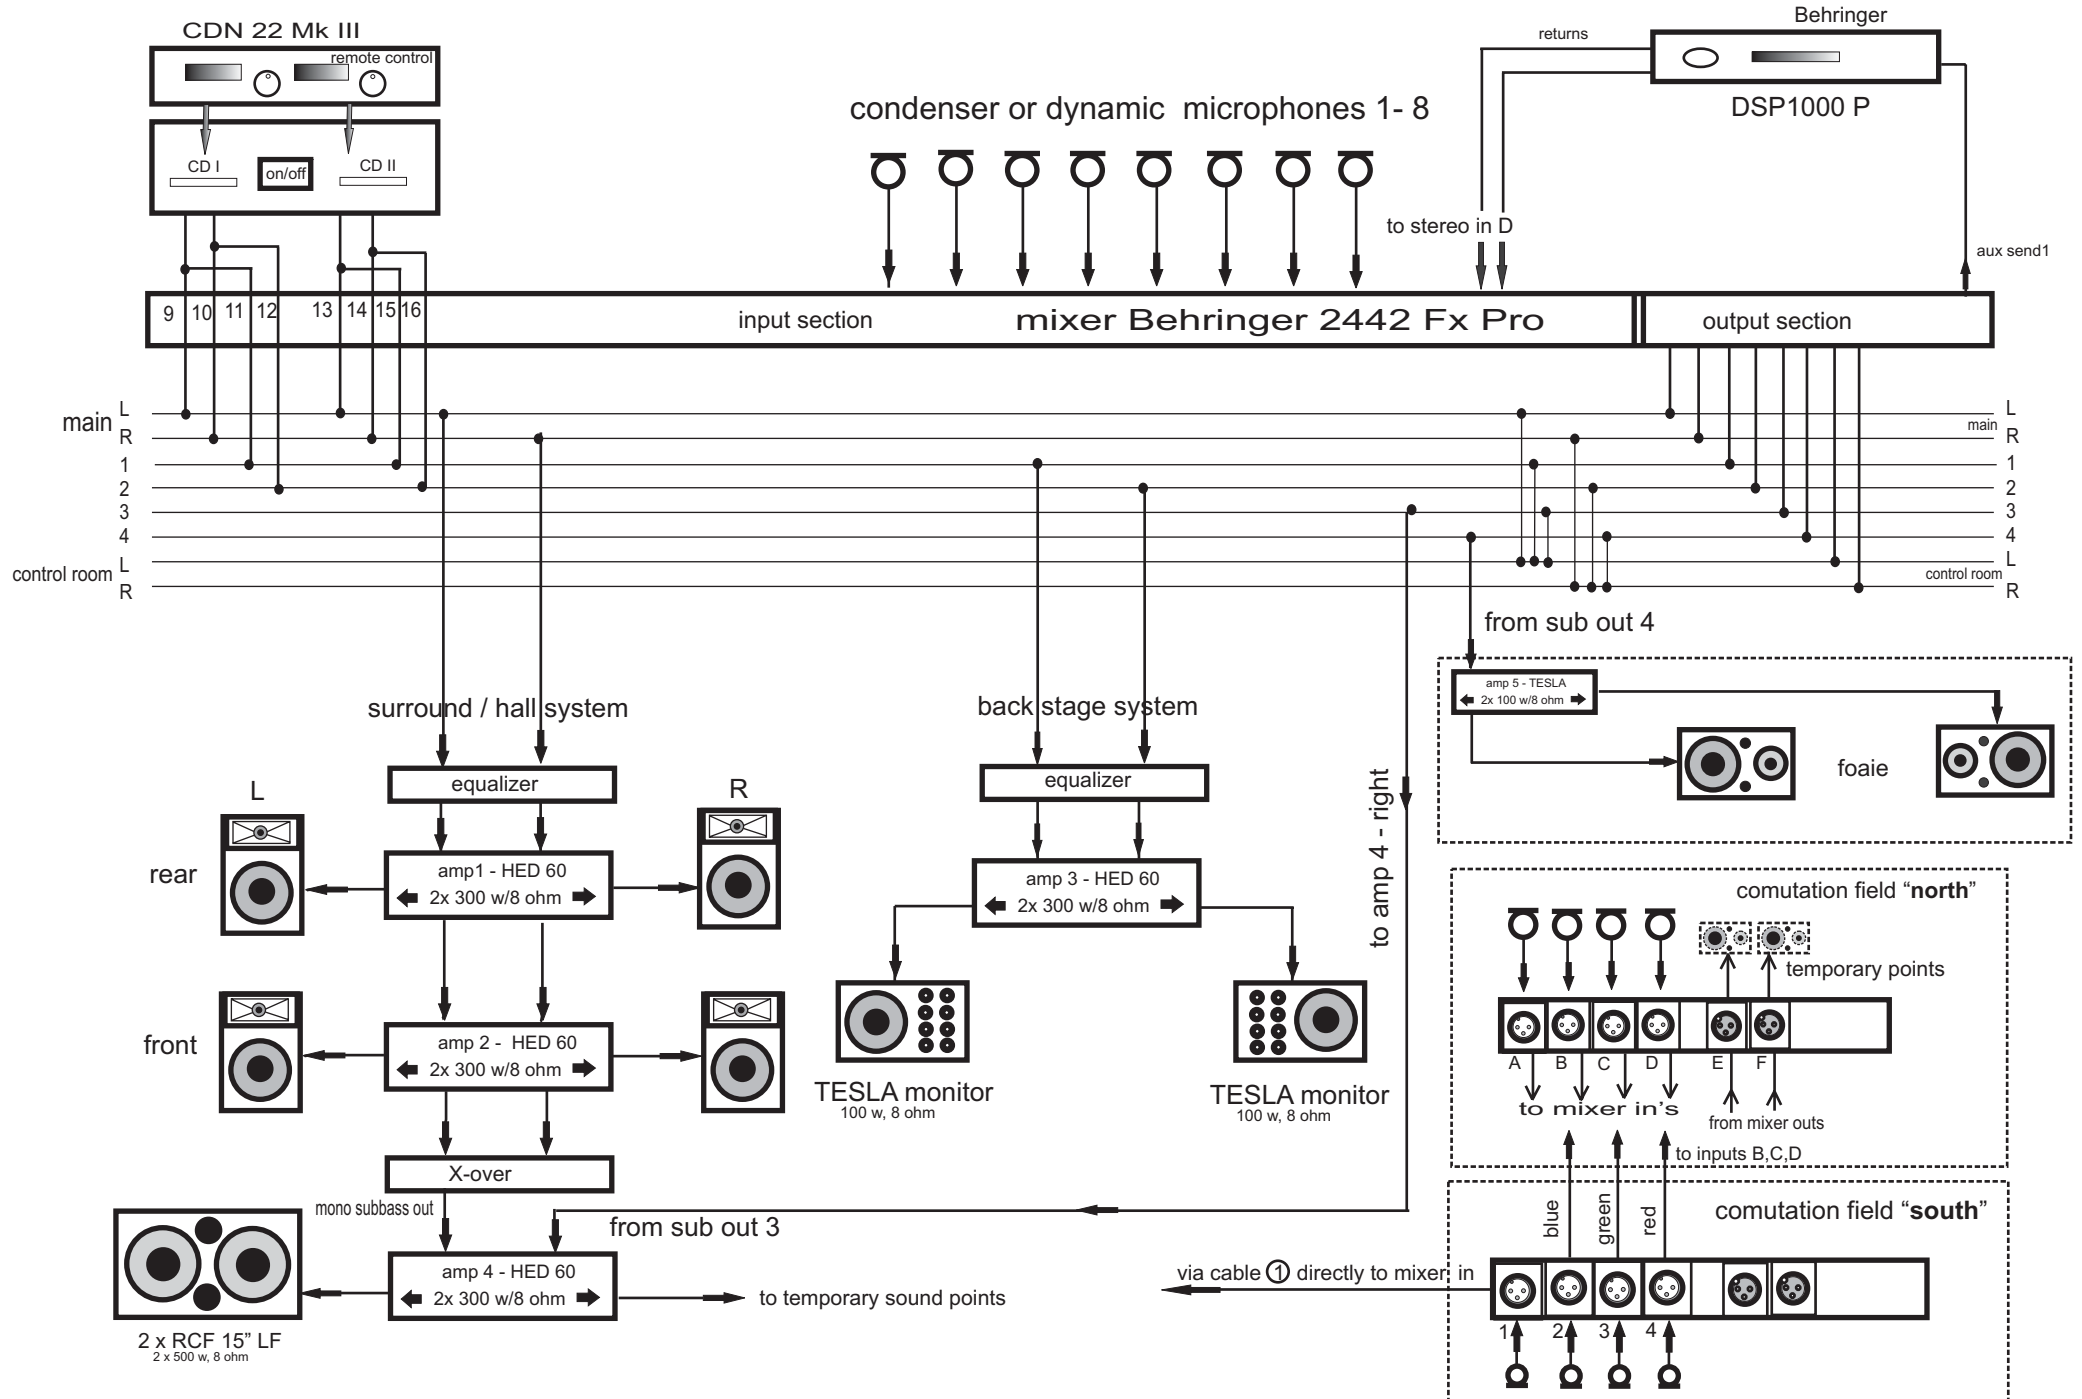 CDN 22 Mk III
remote control
CD I
on/off
CD II
condenser or dynamic microphones 1- 8
returns
Behringer
DSP1000 P
to stereo in D
aux send1
9
10
11
12
13
14
15
16
input section
mixer Behringer 2442 Fx Pro
output section
main
L
R
1
2
3
4
control room
L
R
L
main
R
1
2
3
4
L
control room
R
surround / hall system
equalizer
L
R
rear
amp1 - HED 60
2x 300 w/8 ohm
front
amp 2 - HED 60
2x 300 w/8 ohm
X-over
mono subbass out
from sub out 3
amp 4 - HED 60
2x 300 w/8 ohm
to temporary sound points
2 x RCF 15” LF
2 x 500 w, 8 ohm
back stage system
equalizer
amp 3 - HED 60
2x 300 w/8 ohm
TESLA monitor
100 w, 8 ohm
TESLA monitor
100 w, 8 ohm
to amp 4 - right
from sub out 4
amp 5 - TESLA
2x 100 w/8 ohm
foaie
comutation field “north”
temporary points
A
B
C
D
E
F
to mixer in's
from mixer outs
to inputs B,C,D
comutation field “south”
blue
green
red
via cable 1 directly to mixer in
1
2
3
4